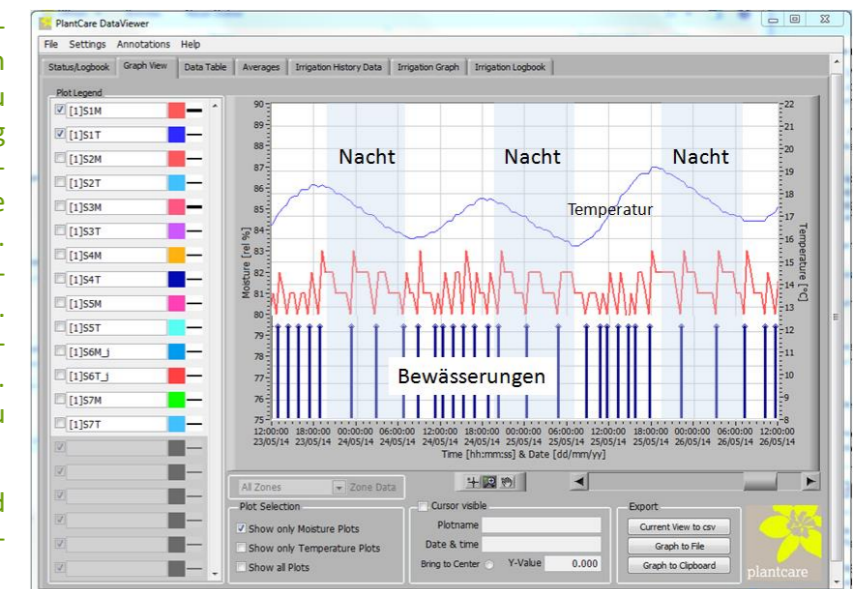 PlantCare DataViewer
File Settings Annotations Help
Status/Logbook Graph View Data Table Averages Irrigation History Data Irrigation Graph Irrigation Logbook
Plot Legend
[1]S1M
[1]S1T
[1]S2M
[1]S2T
[1]S3M
[1]S3T
[1]S4M
[1]S4T
[1]S5M
[1]S5T
[1]S6M_j
[1]S6T_j
[1]S7M
[1]S7T
90
89
88
87
86
85
84
83
82
81
80
79
78
77
76
75
Moisture [rel %]
Nacht Nacht Nacht
Temperatur
Bewässerungen
22
21
20
19
18
17
16
15
14
13
12
11
10
9
8
Temperature [°C]
12:00:00 18:00:00 00:00:00 06:00:00 12:00:00 18:00:00 00:00:00 06:00:00 12:00:00 18:00:00 00:00:00 06:00:00 12:00:00
23/05/14 23/05/14 24/05/14 24/05/14 24/05/14 24/05/14 25/05/14 25/05/14 25/05/14 25/05/14 26/05/14 26/05/14 26/05/14
Time [hh:mm:ss] & Date [dd/mm/yy]
All Zones Zone Data
Plot Selection
Show only Moisture Plots
Show only Temperature Plots
Show all Plots
Cursor visible
Plotname
Date & time
Bring to Center Y-Value 0.000
Export
Current View to csv
Graph to File
Graph to Clipboard
plantcare